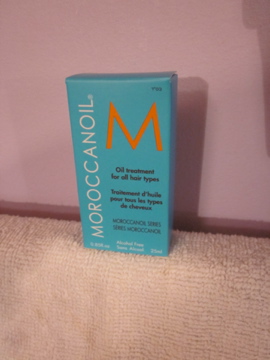 MOROCCANOIL®
M
Oil treatment
for all hair types
Traitement d'huile
pour tous les types
de cheveux
MOROCCANOIL SERIES
SERIES MOROCCANOIL
Alcohol Free
Sans Alcool